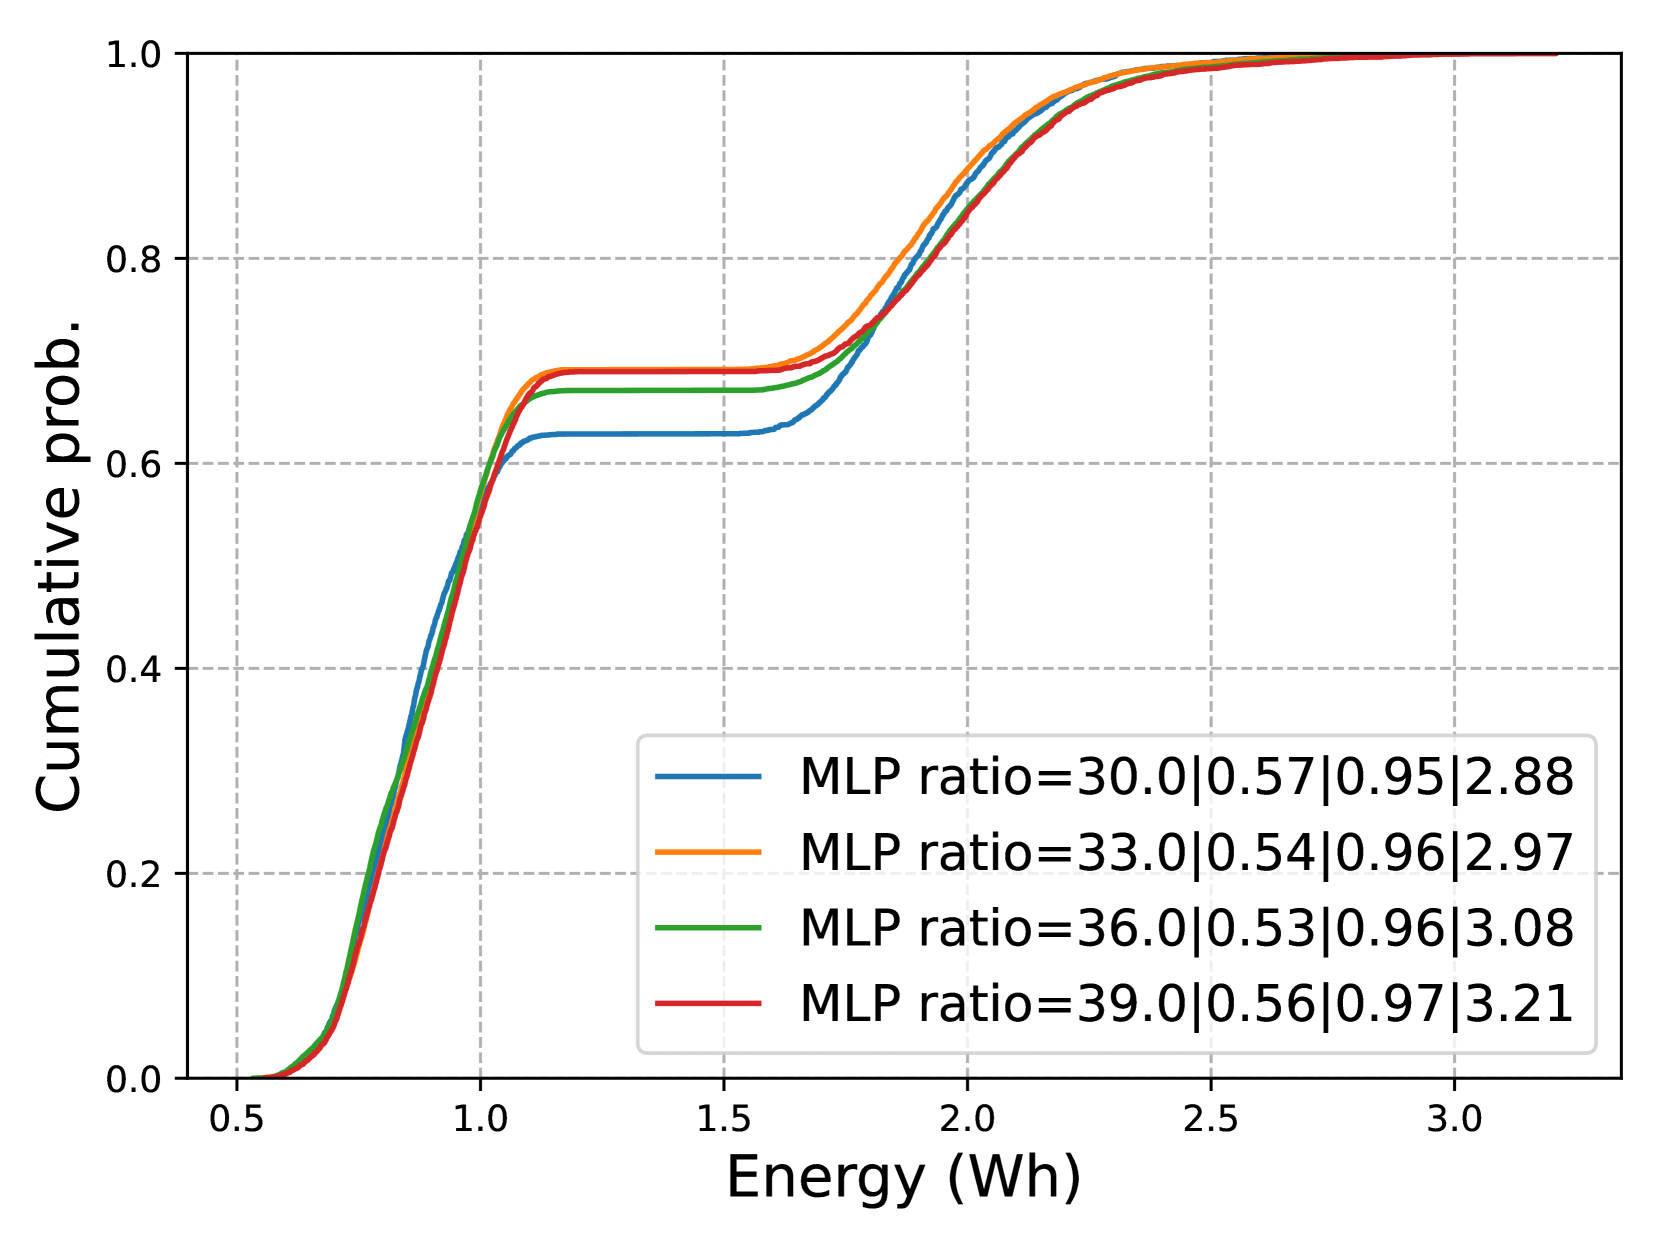 1.0
0.8
0.6
0.4
0.2
0.0
Cumulative prob.
MLP ratio=30.0|0.57|0.95|2.88
MLP ratio=33.0|0.54|0.96|2.97
MLP ratio=36.0|0.53|0.96|3.08
MLP ratio=39.0|0.56|0.97|3.21
0.5 1.0 1.5 2.0 2.5 3.0
Energy (Wh)